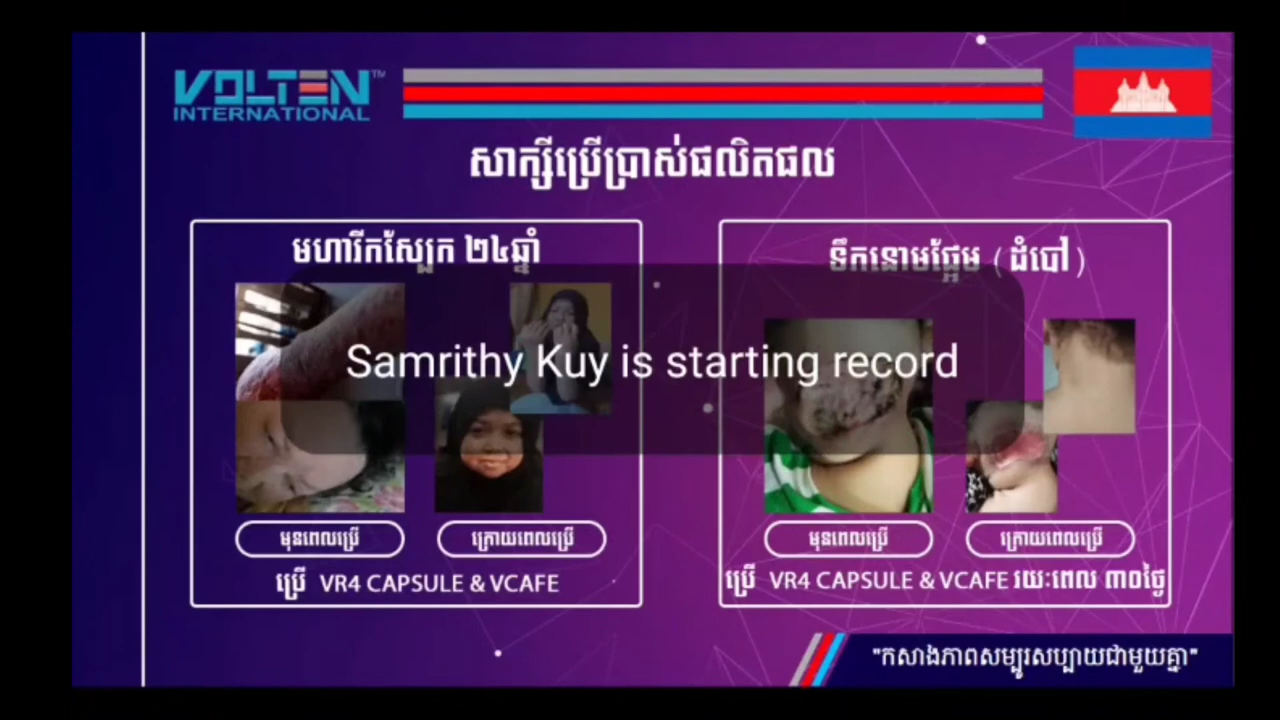 VOLTEN™
INTERNATIONAL
សាក្សីប្រើប្រាស់ផលិតផល
មហារីកស្បែក ២៤ឆ្នាំ
ទឹកនោមផ្អែម (ដំបៅ)
Samrithy Kuy is starting record
មុនពេលប្រើ
ក្រោយពេលប្រើ
មុនពេលប្រើ
ក្រោយពេលប្រើ
ប្រើ VR4 CAPSULE & VCAFE
ប្រើ VR4 CAPSULE & VCAFE រយៈពេល ៣០ថ្ងៃ
"កសាងភាពសម្បូរសប្បាយជាមួយគ្នា"